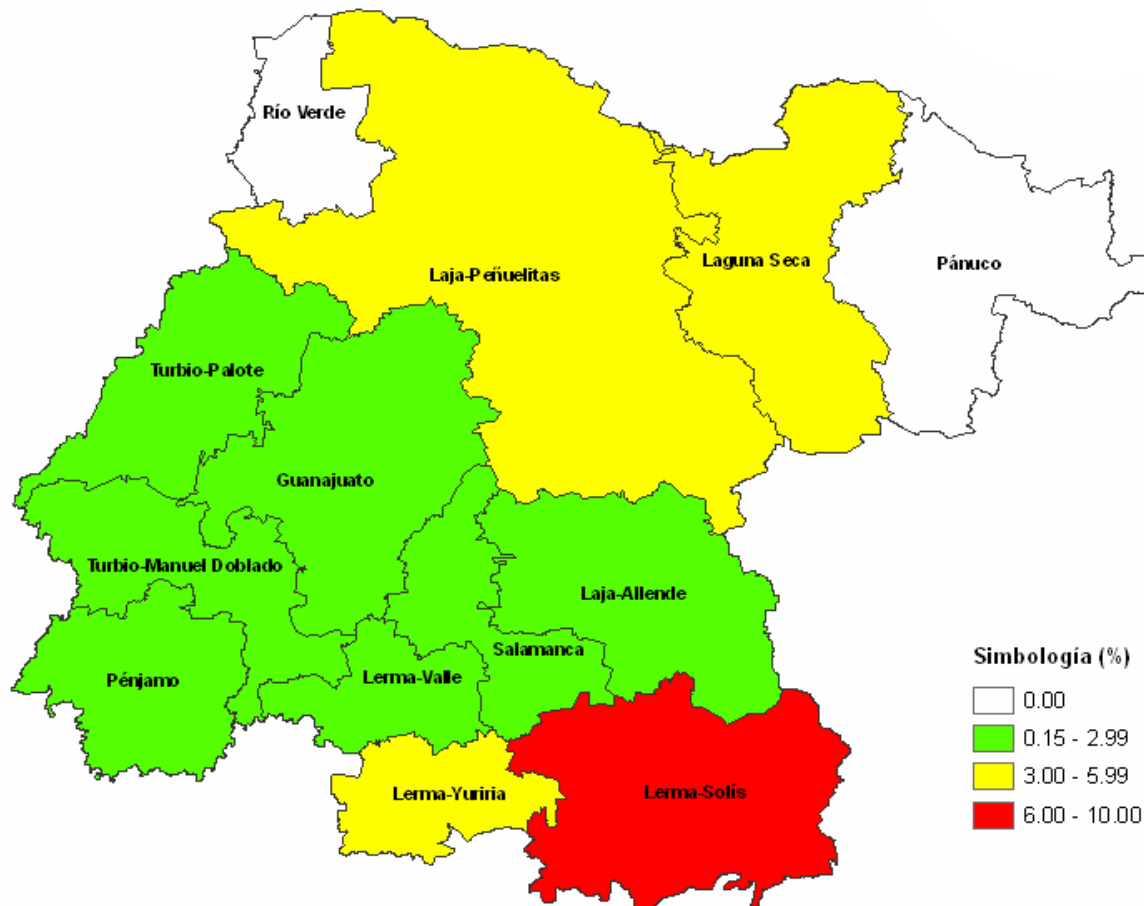 Río Verde
Laja-Peñuelitas
Laguna Seca
Pánuco
Turbio-Palote
Guanajuato
Turbio-Manuel Doblado
Laja-Allende
Salamanca
Pénjamo
Lerma-Valle
Lerma-Yuriria
Lerma-Solís
Simbología (%)
0.00
0.15 - 2.99
3.00 - 5.99
6.00 - 10.00